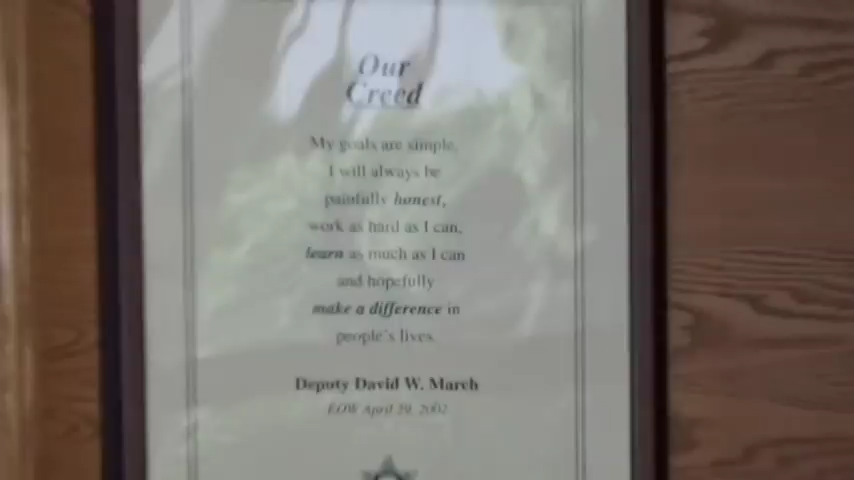 Our
Creed
My goals are simple,
I will always be
painfully honest,
work as hard as I can,
learn as much as I can
and hopefully
make a difference in
people's lives.
Deputy David W. March
EOW April 29, 2002